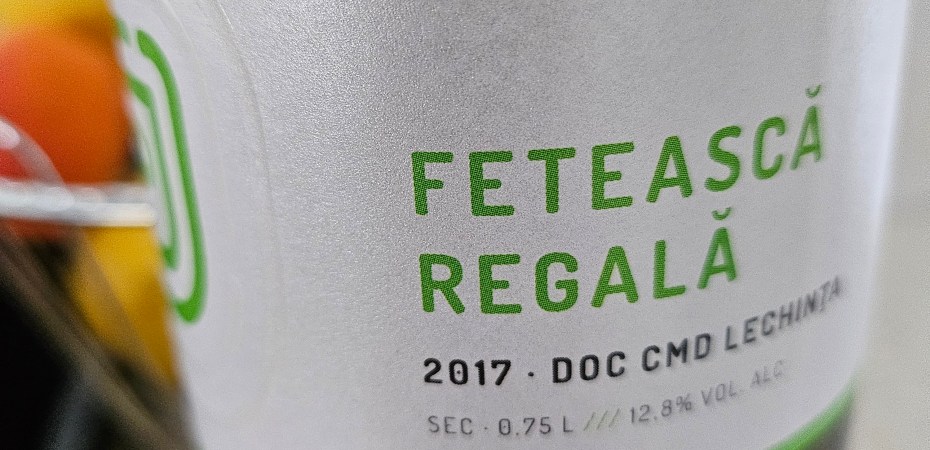 FETEASCĂ
REGALĂ
2017 · DOC CMD LECHINȚA
SEC · 0.75 L /// 12.8% VOL. ALC.